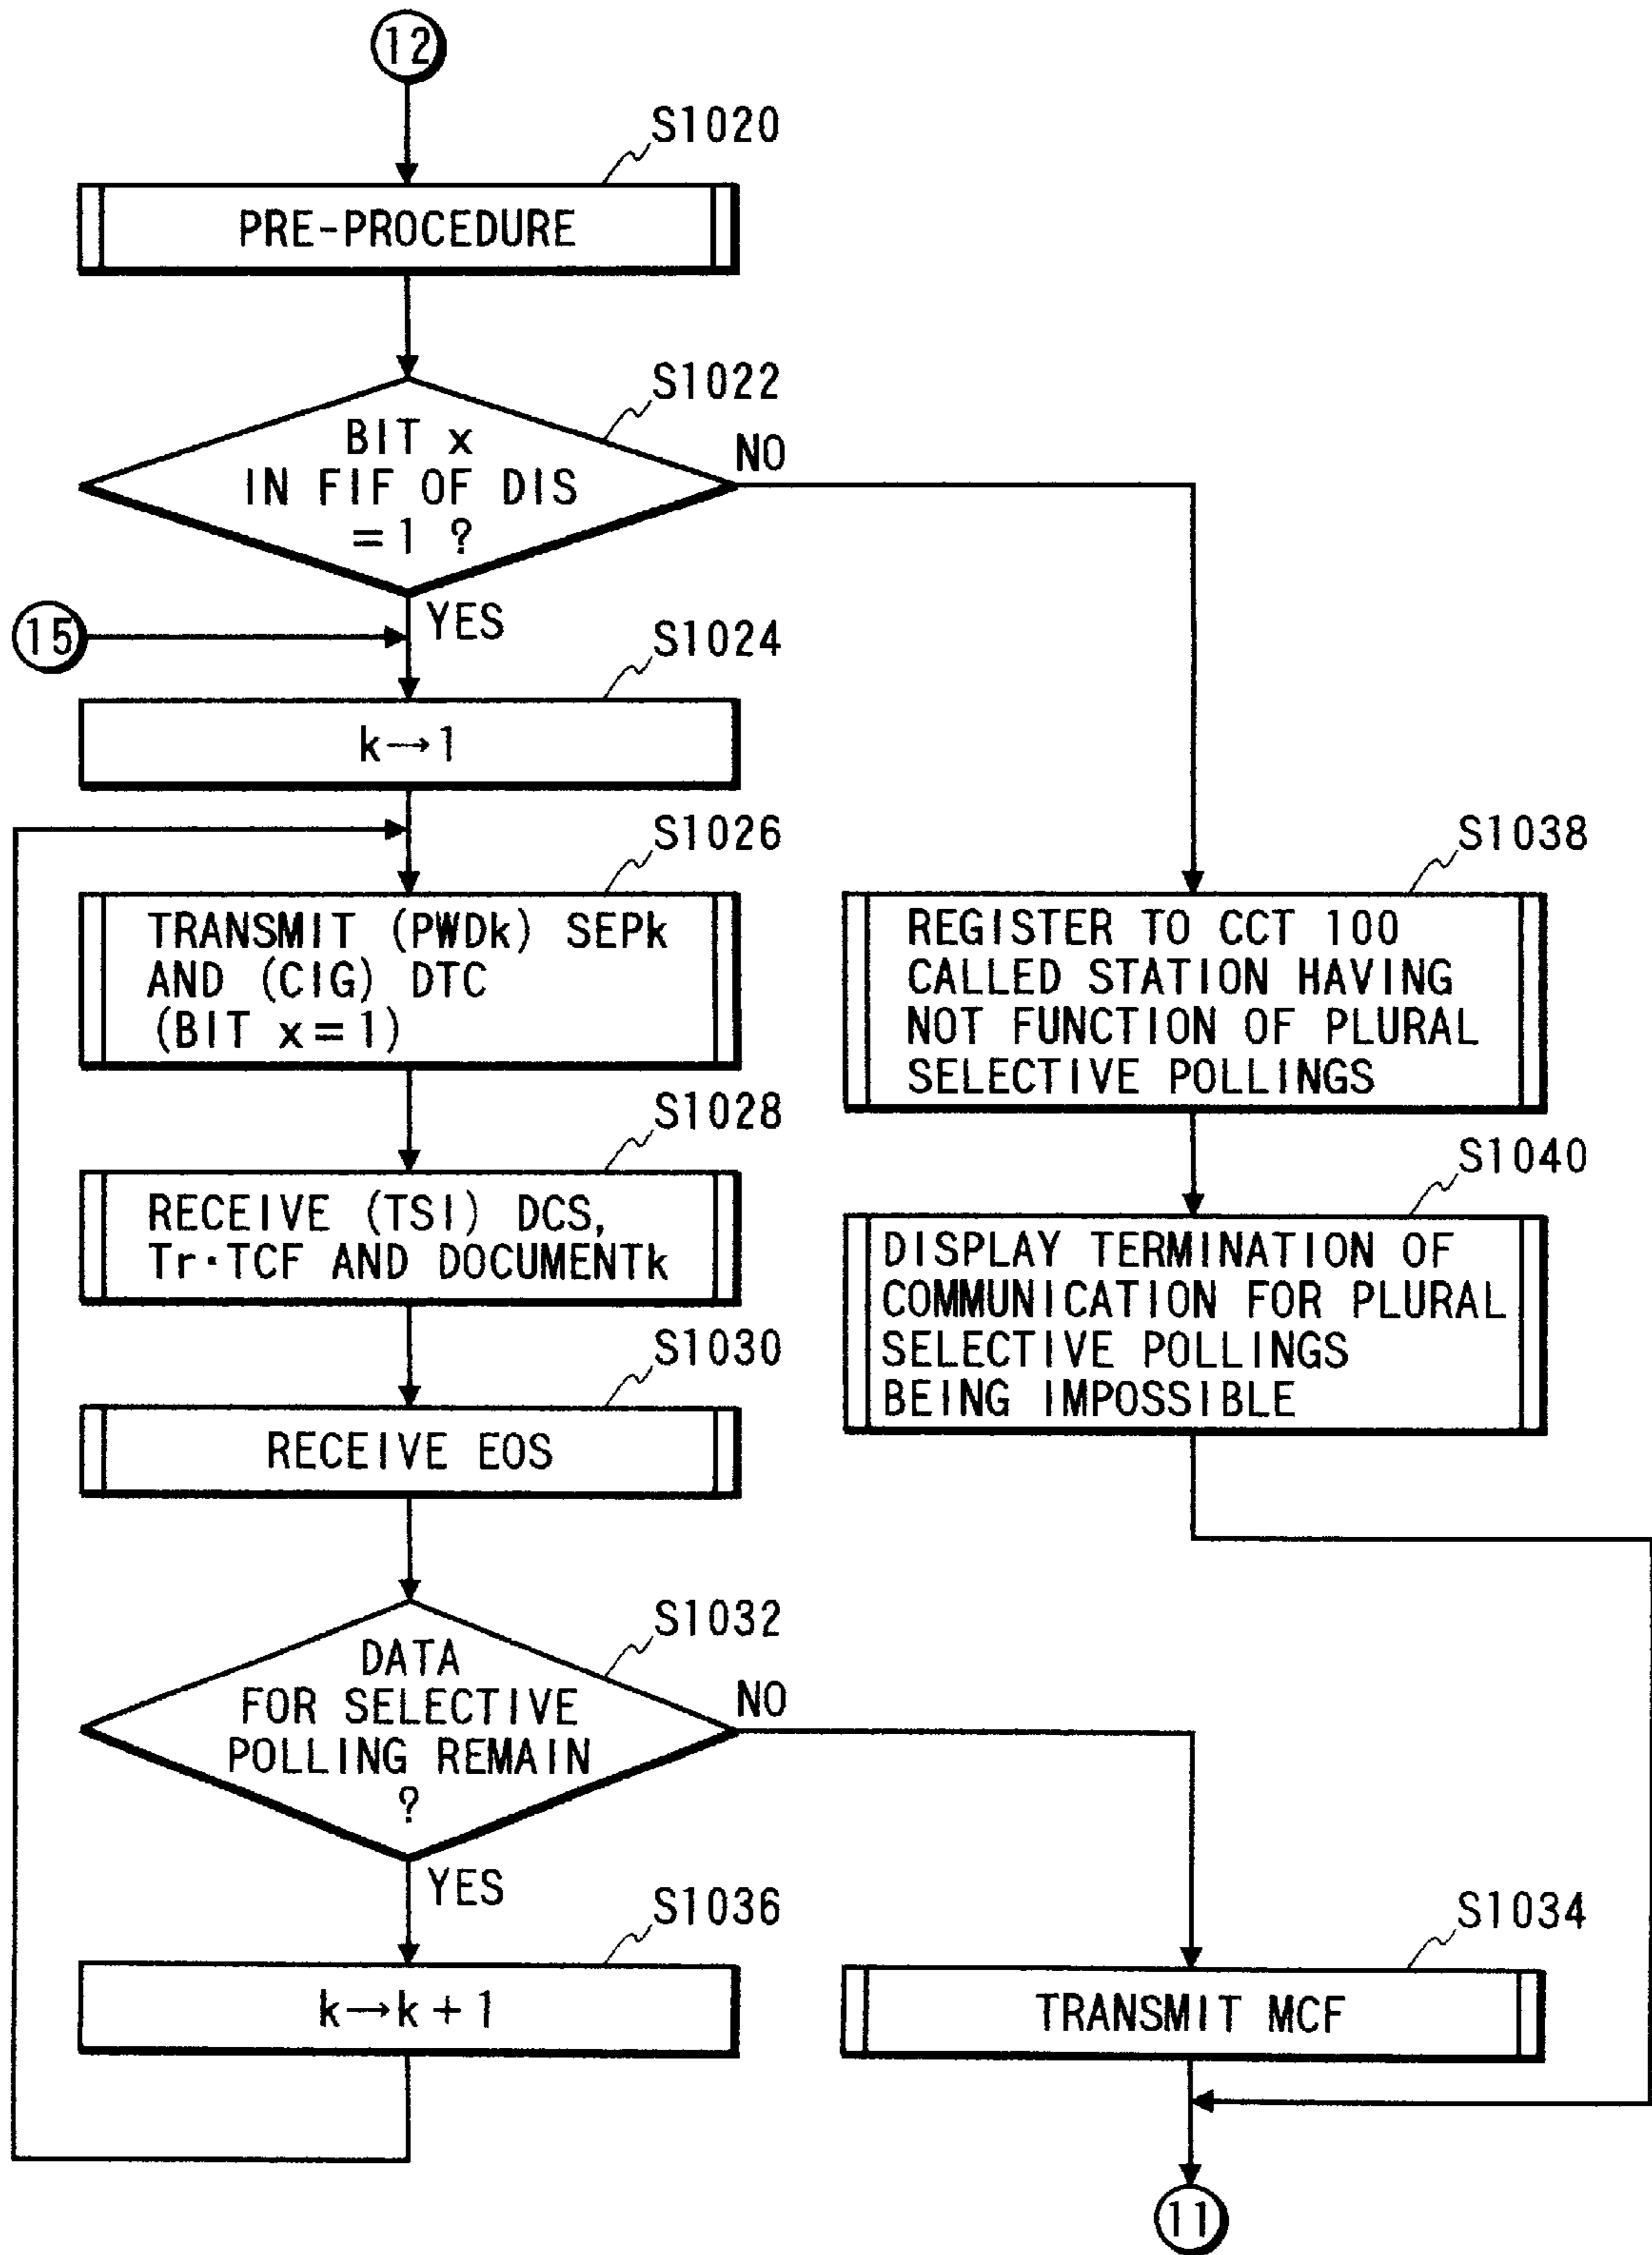 12
S1020
PRE-PROCEDURE
S1022
BIT x
IN FIF OF DIS
=1 ?
NO
YES
15
S1024
k→1
S1026
TRANSMIT (PWDk) SEPk
AND (CIG) DTC
(BIT x=1)
S1038
REGISTER TO CCT 100
CALLED STATION HAVING
NOT FUNCTION OF PLURAL
SELECTIVE POLLINGS
S1028
RECEIVE (TSI) DCS,
Tr·TCF AND DOCUMENTk
S1040
DISPLAY TERMINATION OF
COMMUNICATION FOR PLURAL
SELECTIVE POLLINGS
BEING IMPOSSIBLE
S1030
RECEIVE EOS
S1032
DATA
FOR SELECTIVE
POLLING REMAIN
?
NO
YES
S1036
k→k+1
S1034
TRANSMIT MCF
11